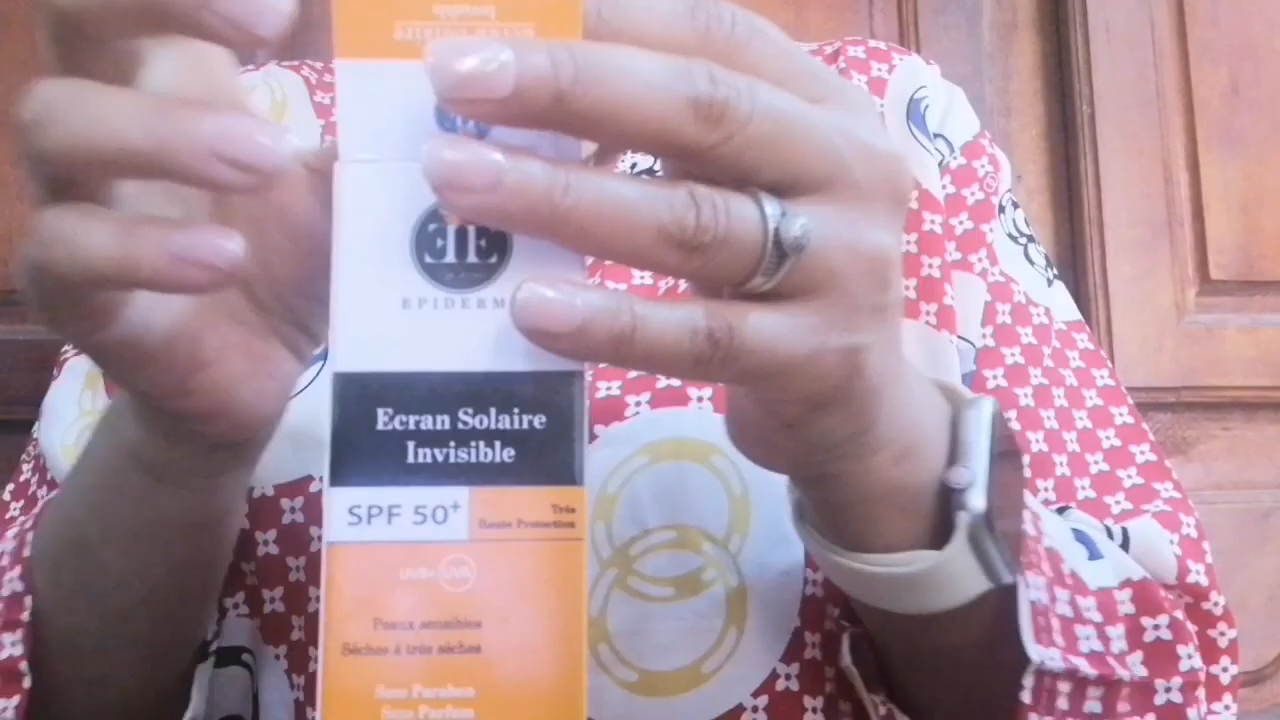 EPIDERM
Ecran Solaire
Invisible
SPF 50+
Très
Haute Protection
UVB+ UVA
Peaux sensibles
Sèches à très sèches
Sans Paraben
Sans Parfum